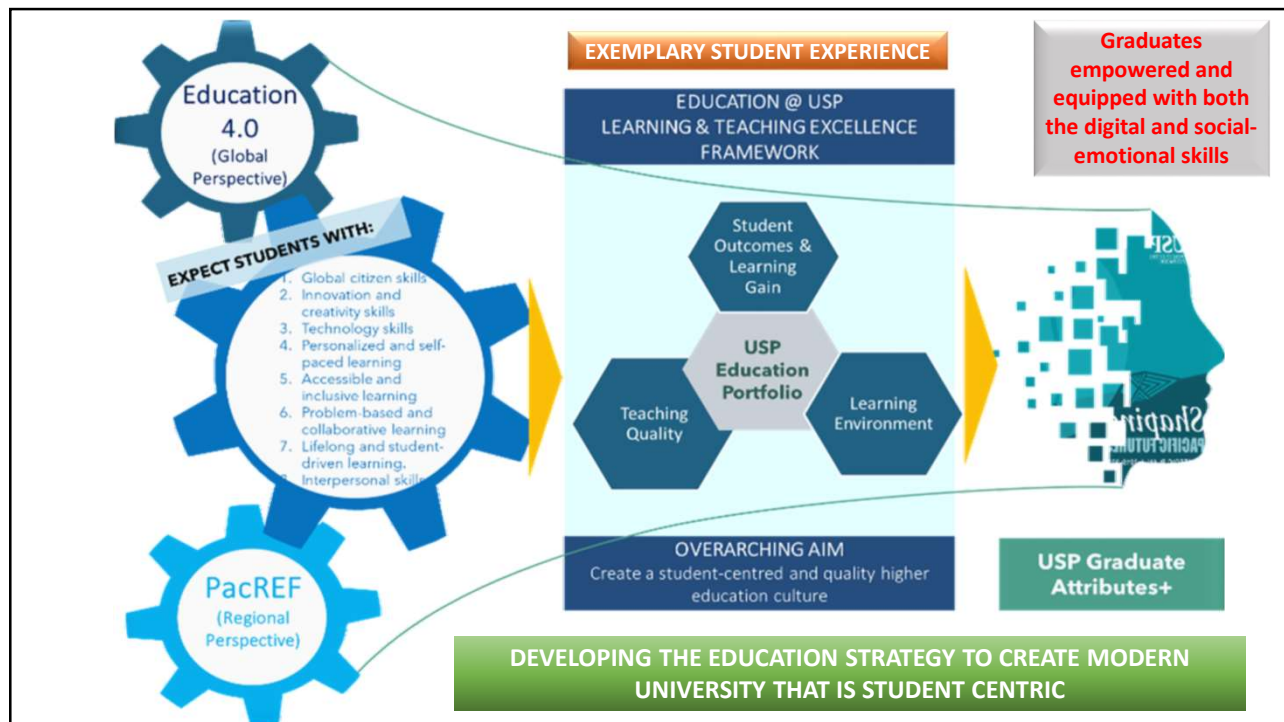 Education
4.0
(Global
Perspective)
EXPECT STUDENTS WITH:
1. Global citizen skills
2. Innovation and
creativity skills
3. Technology skills
4. Personalized and self-
paced learning
5. Accessible and
inclusive learning
6. Problem-based and
collaborative learning
7. Lifelong and student-
driven learning.
Interpersonal skills
PacREF
(Regional
Perspective)
EXEMPLARY STUDENT EXPERIENCE
EDUCATION @ USP
LEARNING & TEACHING EXCELLENCE
FRAMEWORK
Student
Outcomes &
Learning
Gain
USP
Education
Portfolio
Teaching
Quality
Learning
Environment
OVERARCHING AIM
Create a student-centred and quality higher
education culture
Graduates
empowered and
equipped with both
the digital and social-
emotional skills
USP
Shaping
PACIFIC FUTURE
USP Graduate
Attributes+
DEVELOPING THE EDUCATION STRATEGY TO CREATE MODERN
UNIVERSITY THAT IS STUDENT CENTRIC